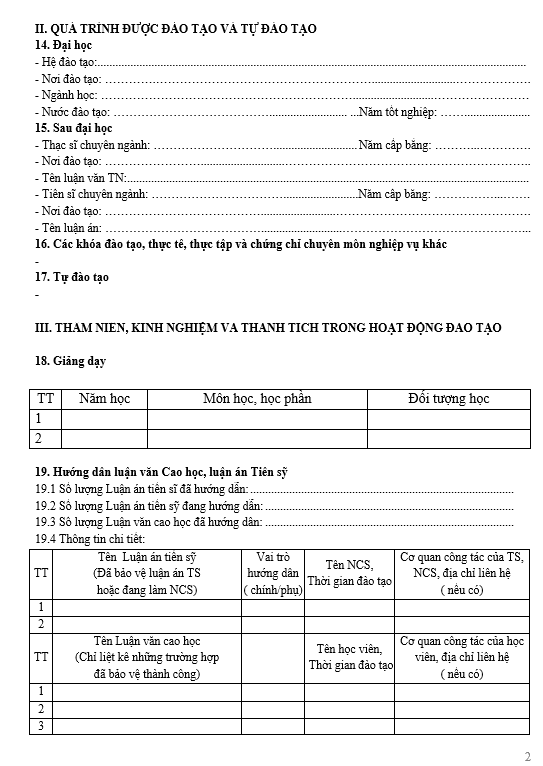 II. QUÁ TRÌNH ĐƯỢC ĐÀO TẠO VÀ TỰ ĐÀO TẠO
14. Đại học
- Hệ đào tạo:...........................................................................
- Nơi đào tạo: ...........................................................................
- Ngành học: ...........................................................................
- Nước đào tạo: ........................................ Năm tốt nghiệp: ....................
15. Sau đại học
- Thạc sĩ chuyên ngành: ........................................Năm cấp bằng: ....................
- Nơi đào tạo: ...........................................................................
- Tên luận văn TN:...........................................................................
- Tiến sĩ chuyên ngành: ........................................Năm cấp bằng: ....................
- Nơi đào tạo: ...........................................................................
- Tên luận án: ...........................................................................
16. Các khóa đào tạo, thực tế, thực tập và chứng chỉ chuyên môn nghiệp vụ khác
-
17. Tự đào tạo
-
III. THAM NIEN, KINH NGHIỆM VA THANH TICH TRONG HOẠT ĐỘNG ĐAO TẠO
18. Giảng dạy
TT Năm học Môn học, học phần Đối tượng học
1
2
19. Hướng dẫn luận văn Cao học, luận án Tiến sỹ
19.1 Số lượng Luận án tiến sĩ đã hướng dẫn: ............................................................
19.2 Số lượng Luận án tiến sỹ đang hướng dẫn: ............................................................
19.3 Số lượng Luận văn cao học đã hướng dẫn: ............................................................
19.4 Thông tin chi tiết:
TT
Tên Luận án tiến sỹ
(Đã bảo vệ luận án TS
hoặc đang làm NCS)
Vai trò
hướng dẫn
( chính/phụ)
Tên NCS,
Thời gian đào tạo
Cơ quan công tác của TS,
NCS, địa chỉ liên hệ
( nếu có)
1
2
TT
Tên Luận văn cao học
(Chỉ liệt kê những trường hợp
đã bảo vệ thành công)
Tên học viên,
Thời gian đào tạo
Cơ quan công tác của học
viên, địa chỉ liên hệ
( nếu có)
1
2
3
2